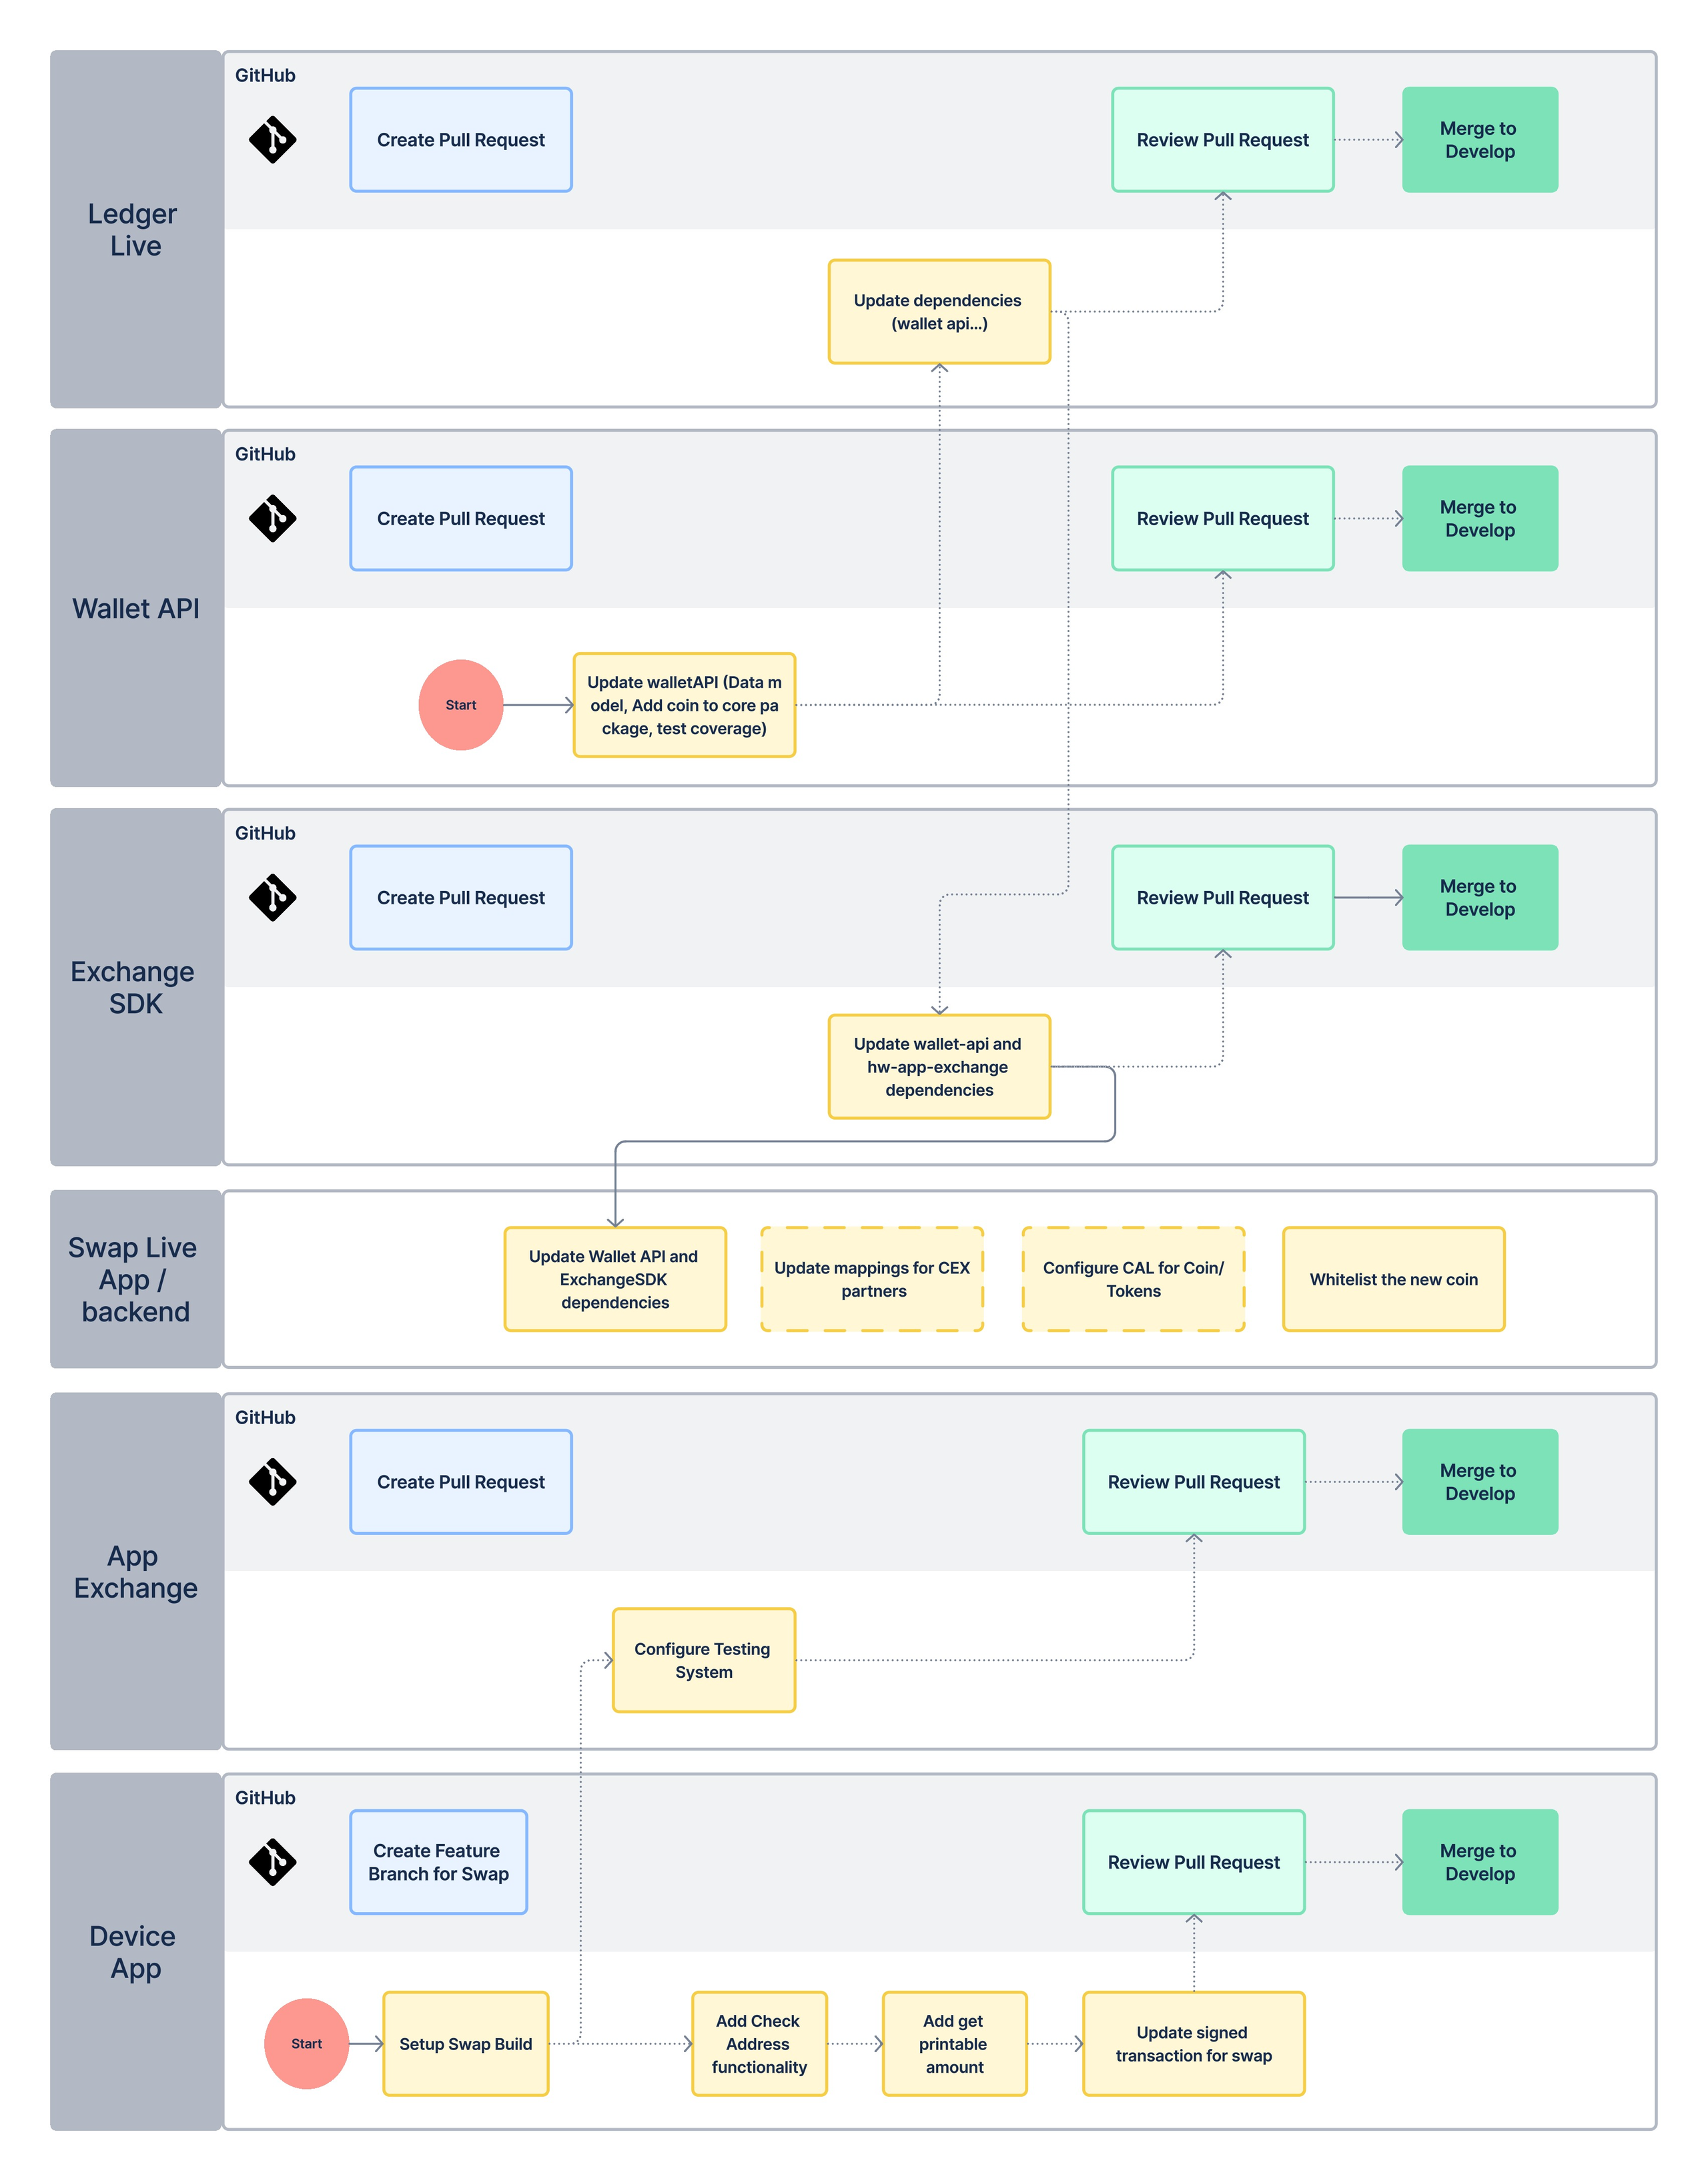 Ledger
Live
GitHub
Create Pull Request
Review Pull Request
Merge to
Develop
Update dependencies
(wallet api...)
Wallet API
GitHub
Create Pull Request
Review Pull Request
Merge to
Develop
Start
Update walletAPI (Data m
odel, Add coin to core pa
ckage, test coverage)
Exchange
SDK
GitHub
Create Pull Request
Review Pull Request
Merge to
Develop
Update wallet-api and
hw-app-exchange
dependencies
Swap Live
App /
backend
Update Wallet API and
ExchangeSDK
dependencies
Update mappings for CEX
partners
Configure CAL for Coin/
Tokens
Whitelist the new coin
App
Exchange
GitHub
Create Pull Request
Review Pull Request
Merge to
Develop
Configure Testing
System
Device
App
GitHub
Create Feature
Branch for Swap
Review Pull Request
Merge to
Develop
Start
Setup Swap Build
Add Check
Address
functionality
Add get
printable
amount
Update signed
transaction for swap